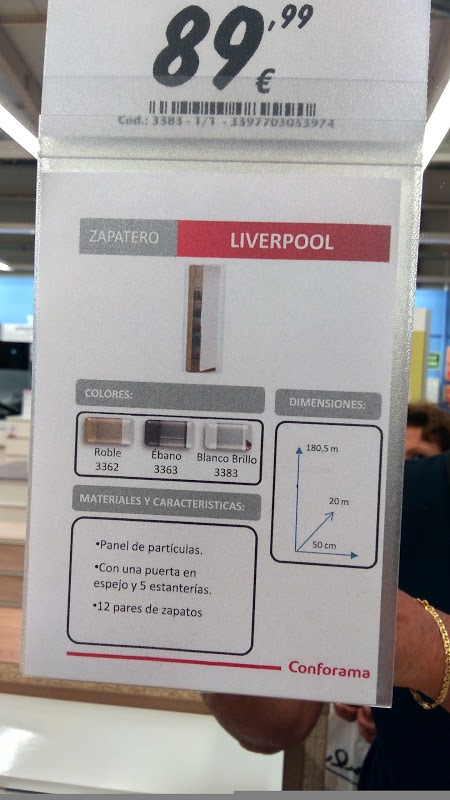 89,99
€
Cód.: 3383 - 1/1 - 3397703053974
ZAPATERO
LIVERPOOL
COLORES:
DIMENSIONES:
Roble
3362
Ébano
3363
Blanco Brillo
3383
180,5 m
20 m
50 cm
MATERIALES Y CARACTERISTICAS:
•Panel de partículas.
•Con una puerta en
espejo y 5 estanterías.
•12 pares de zapatos
Conforama